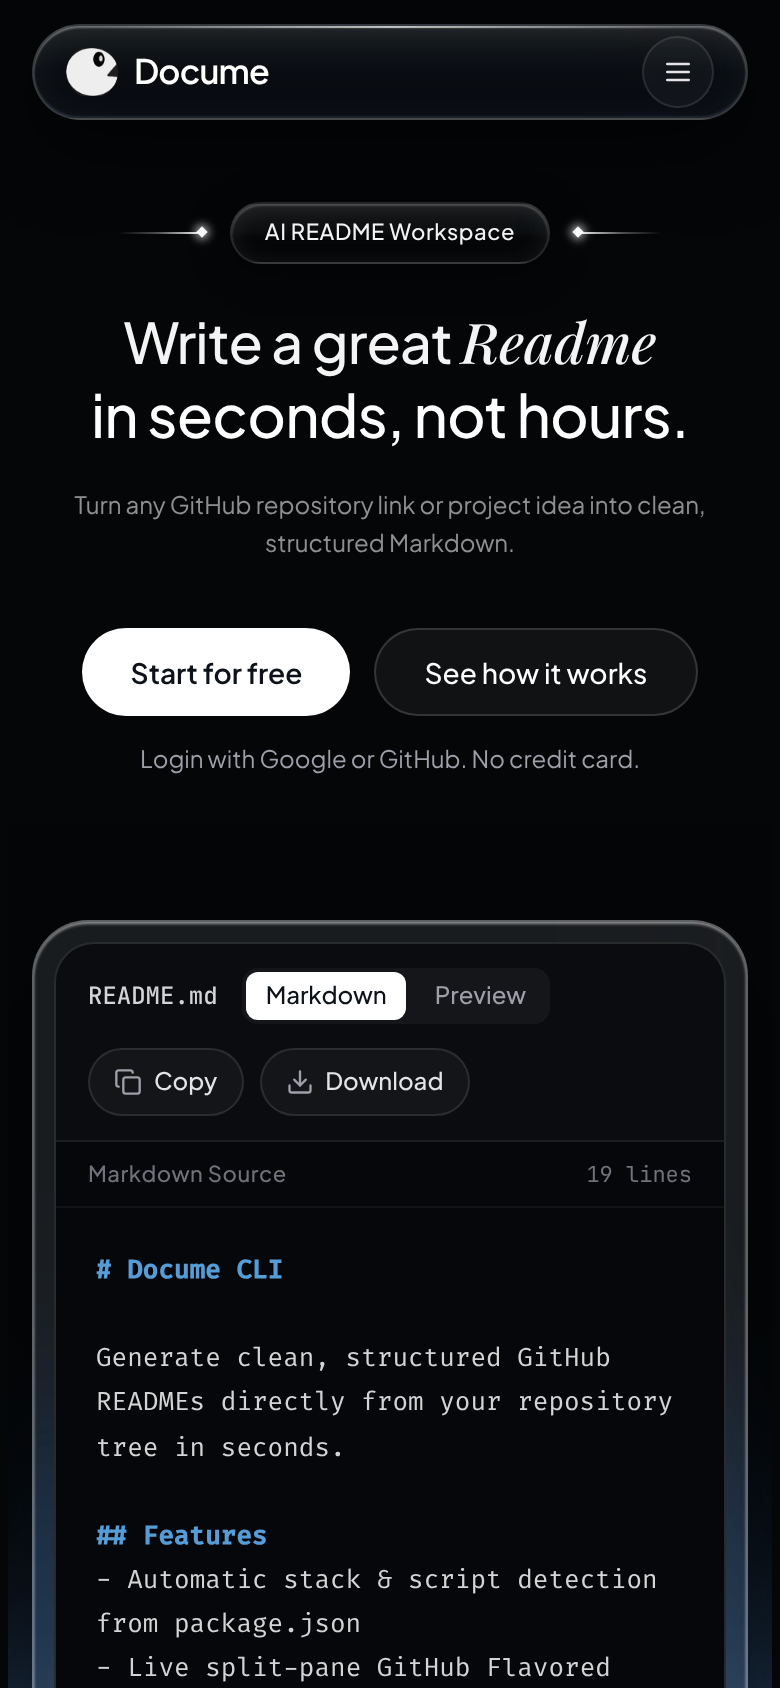 Docume
AI README Workspace
Write a great Readme
in seconds, not hours.
Turn any GitHub repository link or project idea into clean,
structured Markdown.
Start for free
See how it works
Login with Google or GitHub. No credit card.
README.md
Markdown
Preview
Copy
Download
Markdown Source
19 lines
# Docume CLI
Generate clean, structured GitHub
READMEs directly from your repository
tree in seconds.
## Features
- Automatic stack & script detection
from package.json
- Live split-pane GitHub Flavored